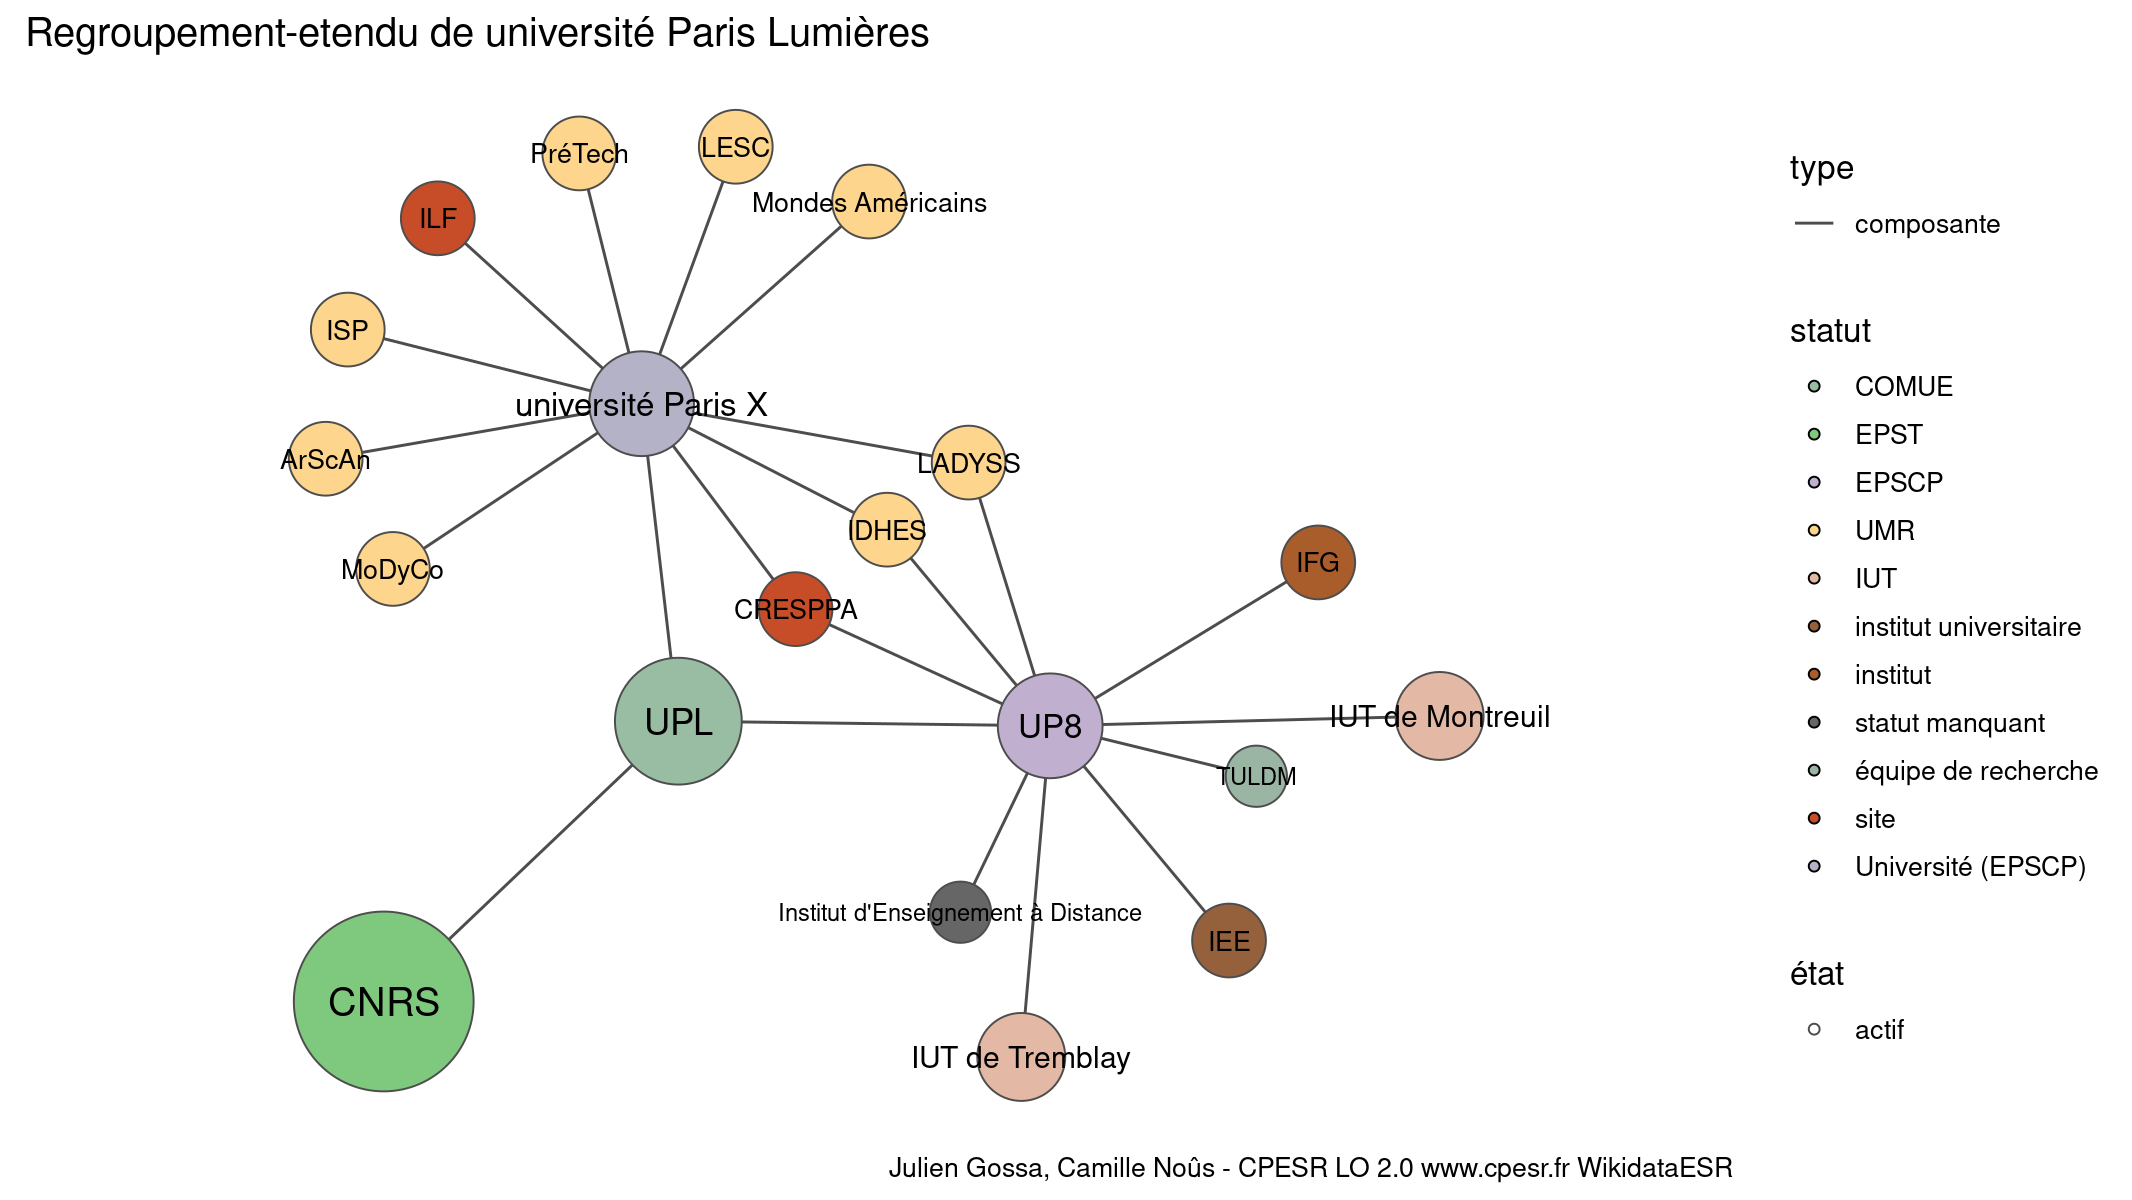 Regroupement-etendu de université Paris Lumières
PréTech
LESC
Mondes Américains
ILF
ISP
université Paris X
ArScAn
LADYSS
IDHES
MoDyCo
IFG
CRESPPA
UPL
UP8
IUT de Montreuil
TULDM
Institut d'Enseignement à Distance
IEE
CNRS
IUT de Tremblay
type
composante
statut
COMUE
EPST
EPSCP
UMR
IUT
institut universitaire
institut
statut manquant
équipe de recherche
site
Université (EPSCP)
état
actif
Julien Gossa, Camille Noûs - CPESR LO 2.0 www.cpesr.fr WikidataESR